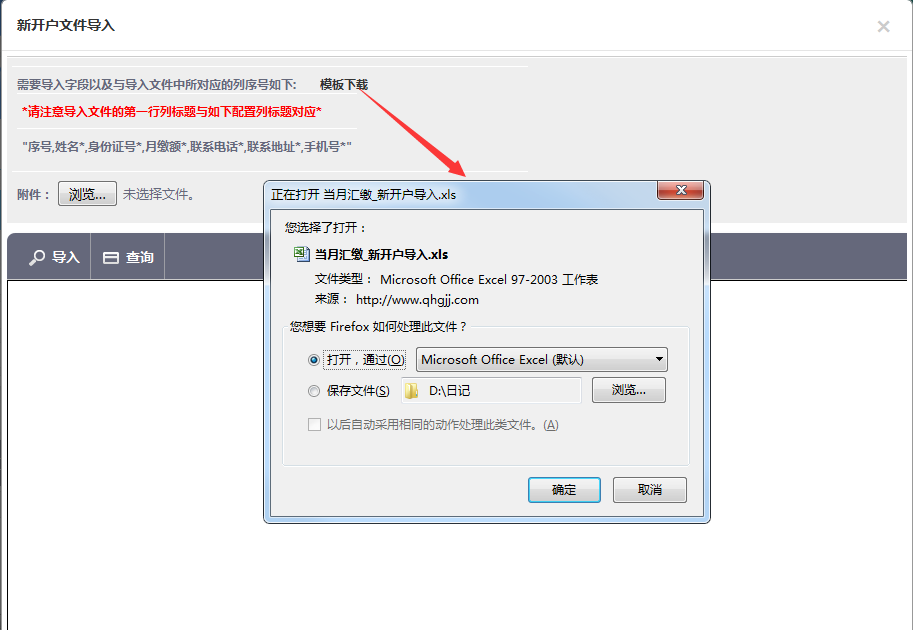 新开户文件导入
需要导入字段以及与导入文件中所对应的列序号如下: 模板下载
*请注意导入文件的第一行列标题与如下配置列标题对应*
"序号,姓名*,身份证号*,月缴额*,联系电话*,联系地址*,手机号*"
附件： 浏览... 未选择文件。
导入 查询
正在打开 当月汇缴_新开户导入.xls
您选择了打开：
当月汇缴_新开户导入.xls
文件类型： Microsoft Office Excel 97-2003 工作表
来源： http://www.qhgjj.com
您想要 Firefox 如何处理此文件？
打开，通过(O) Microsoft Office Excel (默认)
保存文件(S) D:\日记 浏览...
以后自动采用相同的动作处理此类文件。(A)
确定 取消